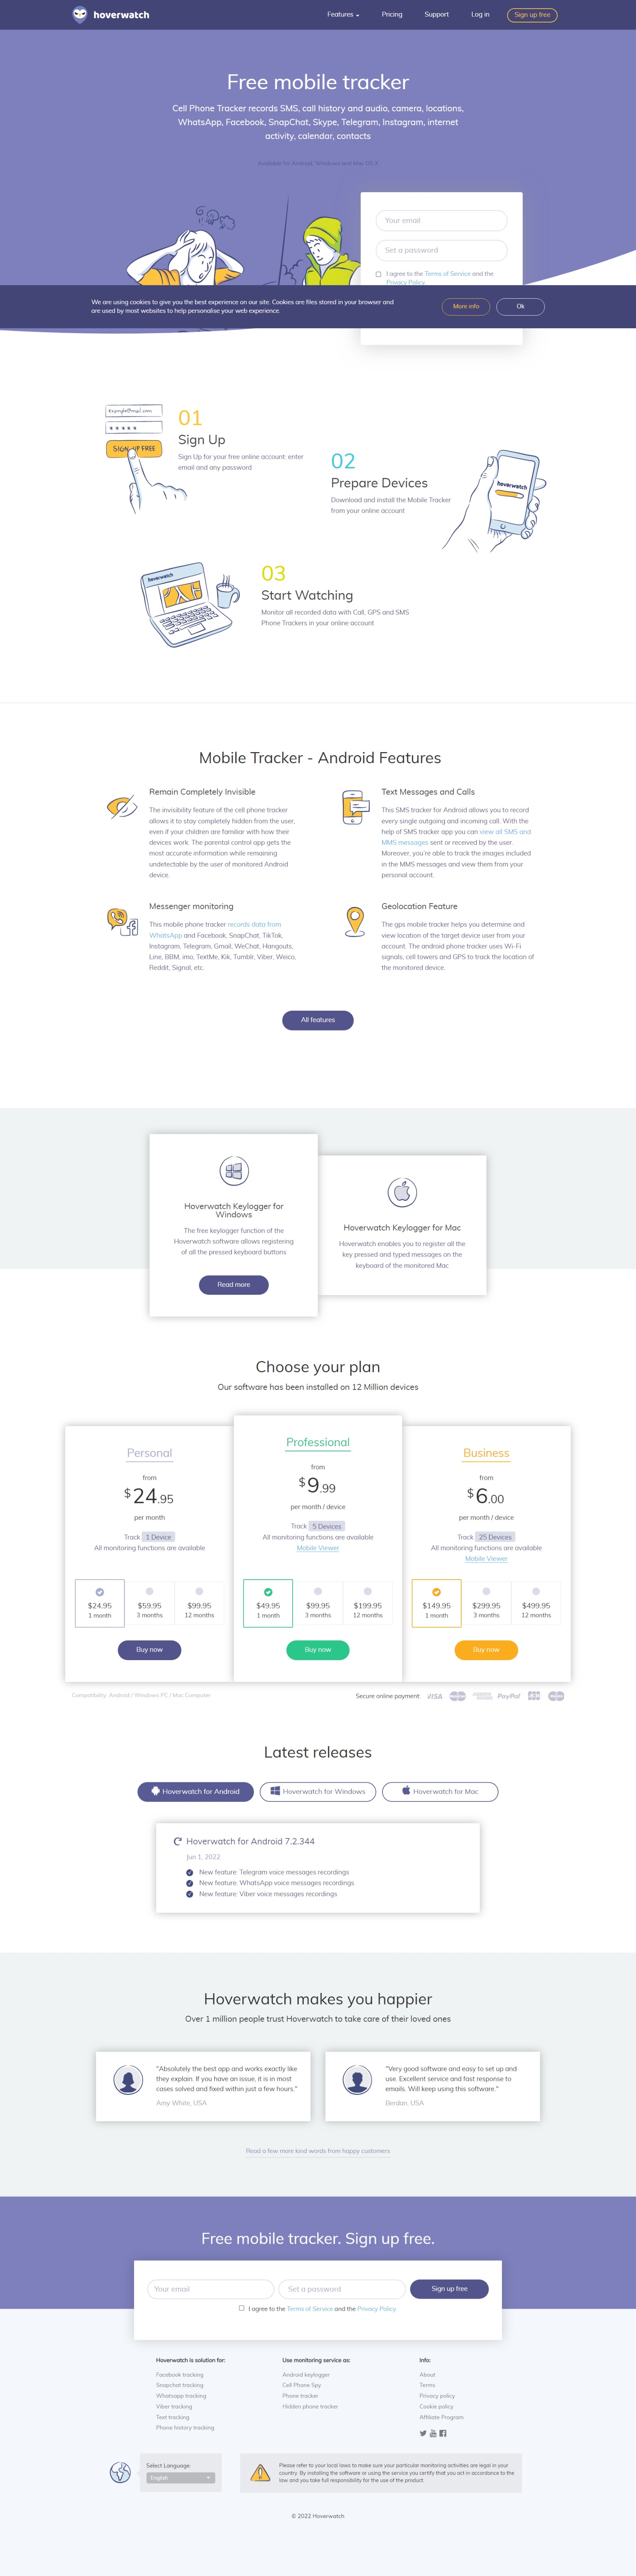 hoverwatch
Features
Pricing
Support
Log in
Sign up free
Free mobile tracker
Cell Phone Tracker records SMS, call history and audio, camera, locations,
WhatsApp, Facebook, SnapChat, Skype, Telegram, Instagram, internet
activity, calendar, contacts
Available for Android, Windows and Mac OS X
Your email
Set a password
I agree to the Terms of Service and the
Privacy Policy
We are using cookies to give you the best experience on our site. Cookies are files stored in your browser and
are used by most websites to help personalise your web experience.
More info
Ok
SIGN UP FREE
01
Sign Up
Sign Up for your free online account: enter
email and any password
02
Prepare Devices
Download and install the Mobile Tracker
from your online account
hoverwatch
03
Start Watching
Monitor all recorded data with Call, GPS and SMS
Phone Trackers in your online account
hoverwatch
Mobile Tracker - Android Features
Remain Completely Invisible
The invisibility feature of the cell phone tracker
allows it to stay completely hidden from the user,
even if your children are familiar with how their
devices work. The parental control app gets the
most accurate information while remaining
undetectable by the user of monitored Android
device.
Text Messages and Calls
This SMS tracker for Android allows you to record
every single outgoing and incoming call. With the
help of SMS tracker app you can view all SMS and
MMS messages sent or received by the user.
Moreover, you're able to track the images included
in the MMS messages and view them from your
personal account.
Messenger monitoring
This mobile phone tracker records data from
WhatsApp and Facebook, SnapChat, TikTok,
Instagram, Telegram, Gmail, WeChat, Hangouts,
Line, BBM, imo, TextMe, Kik, Tumblr, Viber, Weico,
Reddit, Signal, etc.
Geolocation Feature
The gps mobile tracker helps you determine and
view location of the target device user from your
account. The android phone tracker uses Wi-Fi
signals, cell towers and GPS to track the location of
the monitored device.
All features
Hoverwatch Keylogger for
Windows
The free keylogger function of the
Hoverwatch software allows registering
of all the pressed keyboard buttons
Read more
Hoverwatch Keylogger for Mac
Hoverwatch enables you to register all the
key pressed and typed messages on the
keyboard of the monitored Mac
Choose your plan
Our software has been installed on 12 Million devices
Personal
from
$24.95
per month
Track 1 Device
All monitoring functions are available
$24.95
1 month
$59.95
3 months
$99.95
12 months
Buy now
Professional
from
$9.99
per month / device
Track 5 Devices
All monitoring functions are available
Mobile Viewer
$49.95
1 month
$99.95
3 months
$199.95
12 months
Buy now
Business
from
$6.00
per month / device
Track 25 Devices
All monitoring functions are available
Mobile Viewer
$149.95
1 month
$299.95
3 months
$499.95
12 months
Buy now
Compatibility: Android / Windows PC / Mac Computer
Secure online payment
VISA
PayPal
Latest releases
Hoverwatch for Android
Hoverwatch for Windows
Hoverwatch for Mac
Hoverwatch for Android 7.2.344
Jun 1, 2022
New feature: Telegram voice messages recordings
New feature: WhatsApp voice messages recordings
New feature: Viber voice messages recordings
Hoverwatch makes you happier
Over 1 million people trust Hoverwatch to take care of their loved ones
"Absolutely the best app and works exactly like
they explain. If you have an issue, it is in most
cases solved and fixed within just a few hours."
Amy White, USA
"Very good software and easy to set up and
use. Excellent service and fast response to
emails. Will keep using this software."
Berdan, USA
Read a few more kind words from happy customers
Free mobile tracker. Sign up free.
Your email
Set a password
Sign up free
I agree to the Terms of Service and the Privacy Policy
Hoverwatch is solution for:
Facebook tracking
Snapchat tracking
Whatsapp tracking
Viber tracking
Text tracking
Phone history tracking
Use monitoring service as:
Android keylogger
Cell Phone Spy
Phone tracker
Hidden phone tracker
Info:
About
Terms
Privacy policy
Cookie policy
Affiliate Program
Select Language:
English
Please refer to your local laws to make sure your particular monitoring activities are legal in your
country. By installing the software or using the service you certify that you act in accordance to the
law and you take full responsibility for the use of the product.
© 2022 Hoverwatch